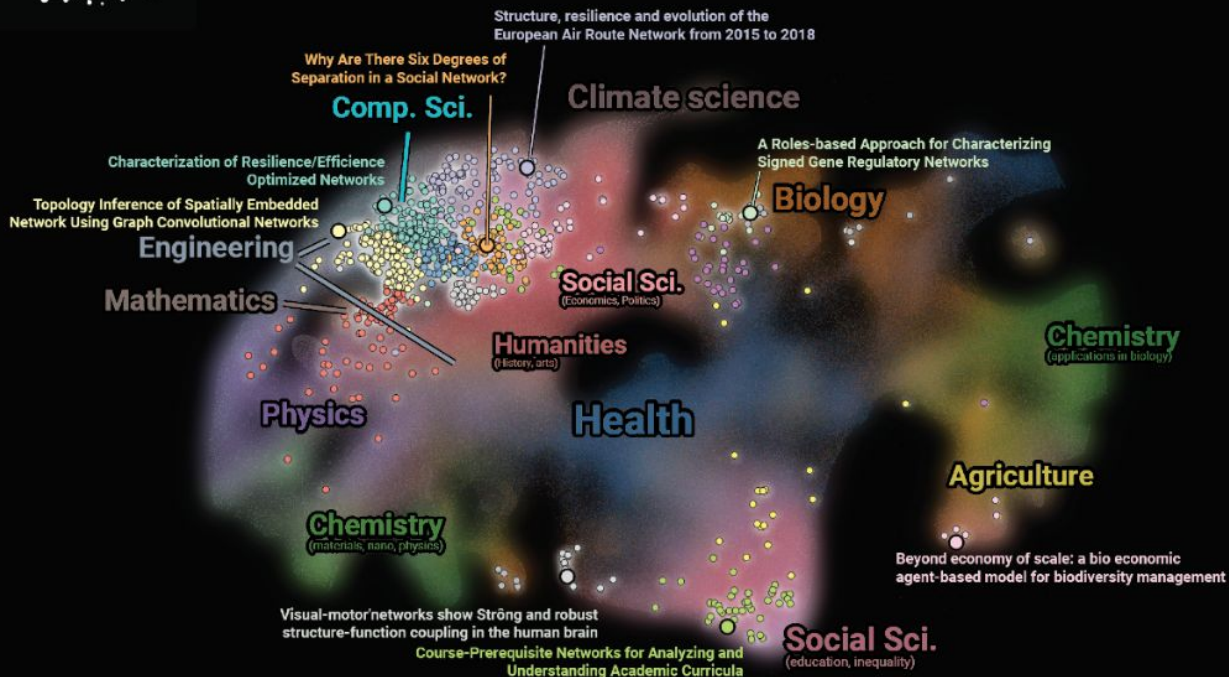 Structure, resilience and evolution of the
European Air Route Network from 2015 to 2018
Why Are There Six Degrees of
Separation in a Social Network?
Climate science
Comp. Sci.
A Roles-based Approach for Characterizing
Signed Gene Regulatory Networks
Characterization of Resilience/Efficience
Optimized Networks
Biology
Topology Inference of Spatially Embedded
Network Using Graph Convolutional Networks
Engineering
Social Sci.
(Economics, Politics)
Mathematics
Humanities
(History, arts)
Chemistry
(applications in biology)
Physics
Health
Agriculture
Chemistry
(materials, nano, physics)
Beyond economy of scale: a bio economic
agent-based model for biodiversity management
Visual-motor'networks show Ströng and robust
structure-function coupling in the human brain
Course-Prerequisite Networks for Analyzing and
Understanding Academic Curricula
Social Sci.
(education, inequality)